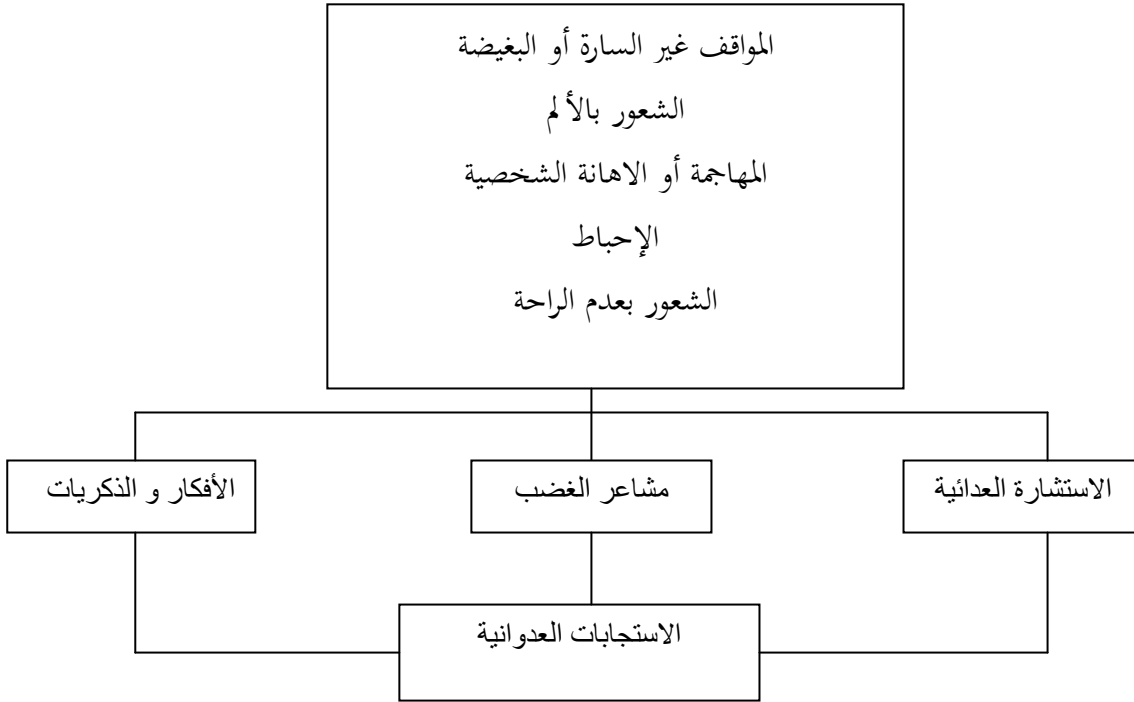 المواقف غير السارة أو البغيضة
الشعور بالألم
المهاجمة أو الاهانة الشخصية
الإحباط
الشعور بعدم الراحة
الاستشارة العدائية
مشاعر الغضب
الأفكار و الذكريات
الاستجابات العدوانية